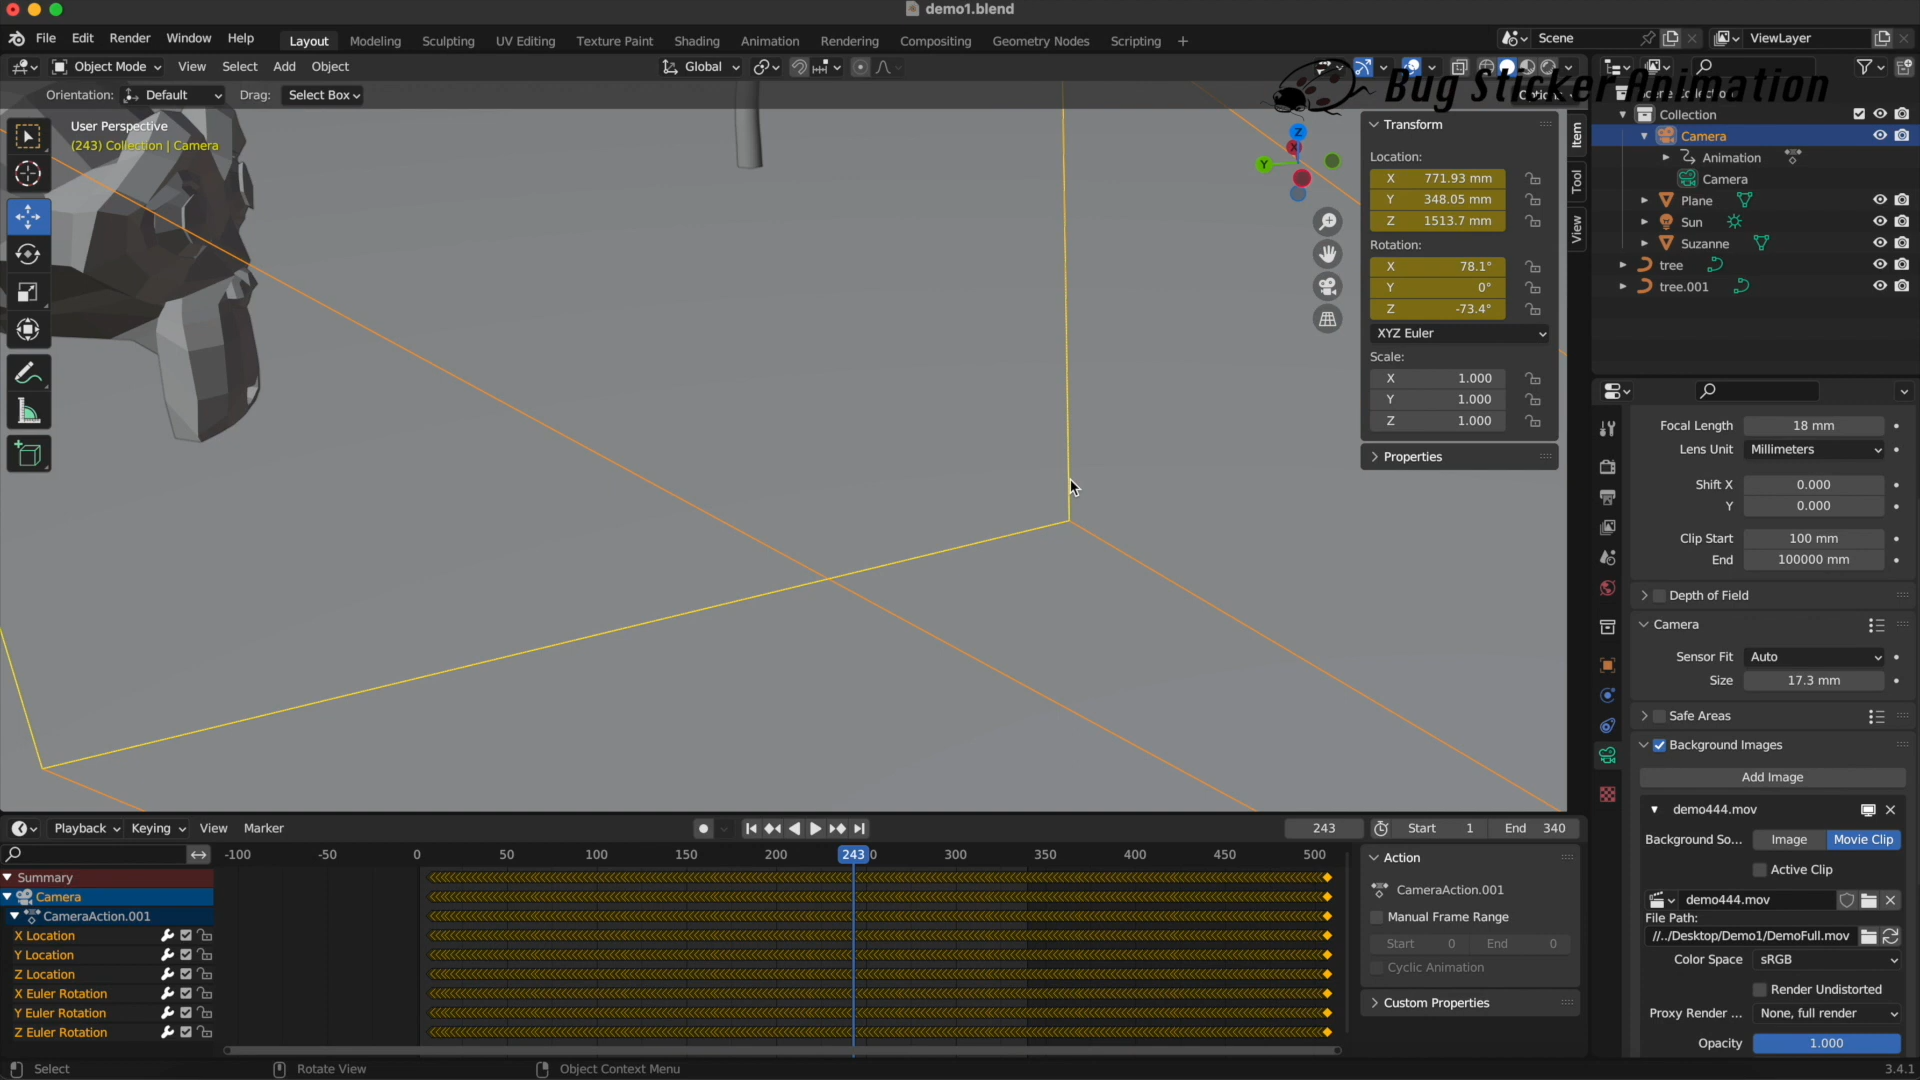 demo1.blend
File Edit Render Window Help Layout Modeling Sculpting UV Editing Texture Paint Shading Animation Rendering Compositing Geometry Nodes Scripting + Scene ViewLayer
Object Mode View Select Add Object Global
Orientation: Default Drag: Select Box
Bug Sticker Animation
User Perspective
(243) Collection | Camera
Z
X
Y
Transform
Location:
X 771.93 mm
Y 348.05 mm
Z 1513.7 mm
Rotation:
X 78.1°
Y 0°
Z -73.4°
XYZ Euler
Scale:
X 1.000
Y 1.000
Z 1.000
Properties
Item
Tool
View
Collection
Camera
Animation
Camera
Plane
Sun
Suzanne
tree
tree.001
Focal Length 18 mm
Lens Unit Millimeters
Shift X 0.000
Y 0.000
Clip Start 100 mm
End 100000 mm
Depth of Field
Camera
Sensor Fit Auto
Size 17.3 mm
Safe Areas
Background Images
Add Image
demo444.mov
Background So... Image Movie Clip
Active Clip
demo444.mov
File Path:
//../Desktop/Demo1/DemoFull.mov
Color Space sRGB
Render Undistorted
Proxy Render ... None, full render
Opacity 1.000
Playback Keying View Marker 243 Start 1 End 340
-100 -50 0 50 100 150 200 243 0 300 350 400 450 500
Summary
Camera
CameraAction.001
X Location
Y Location
Z Location
X Euler Rotation
Y Euler Rotation
Z Euler Rotation
Action
CameraAction.001
Manual Frame Range
Start 0 End 0
Cyclic Animation
Custom Properties
Select Rotate View Object Context Menu 3.4.1